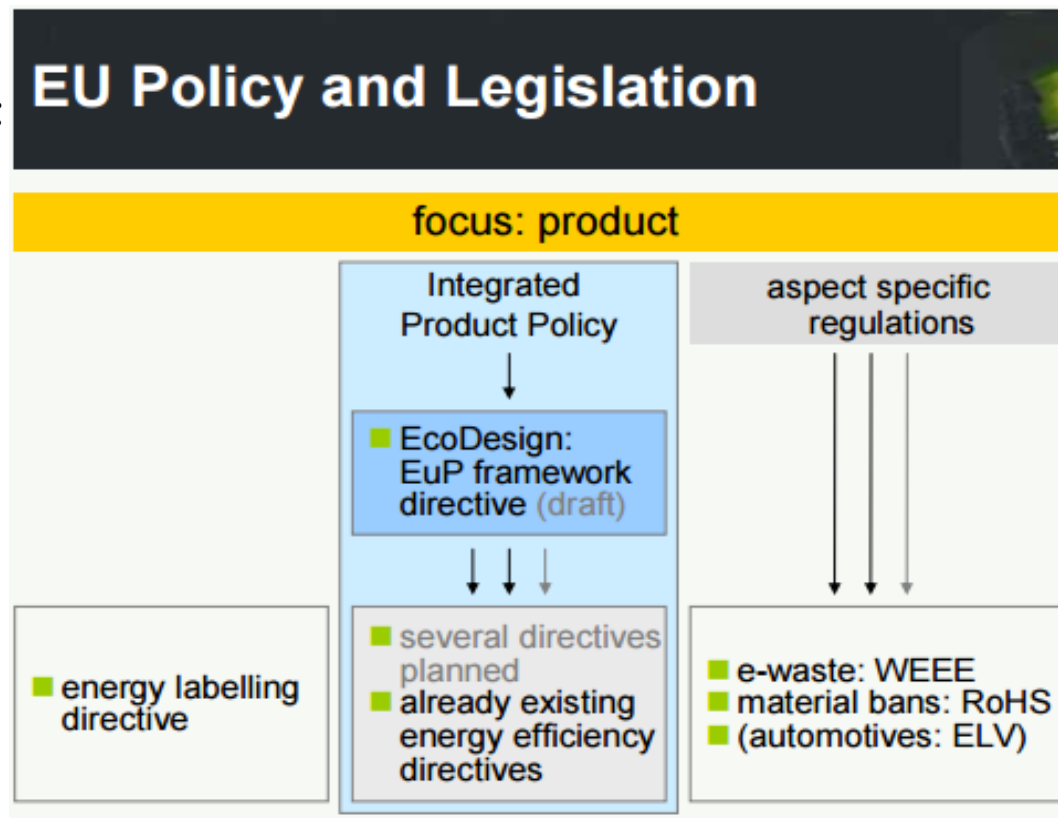 EU Policy and Legislation
focus: product
Integrated
Product Policy
aspect specific
regulations
EcoDesign:
EuP framework
directive (draft)
energy labelling
directive
several directives
planned
already existing
energy efficiency
directives
e-waste: WEEE
material bans: RoHS
(automotives: ELV)